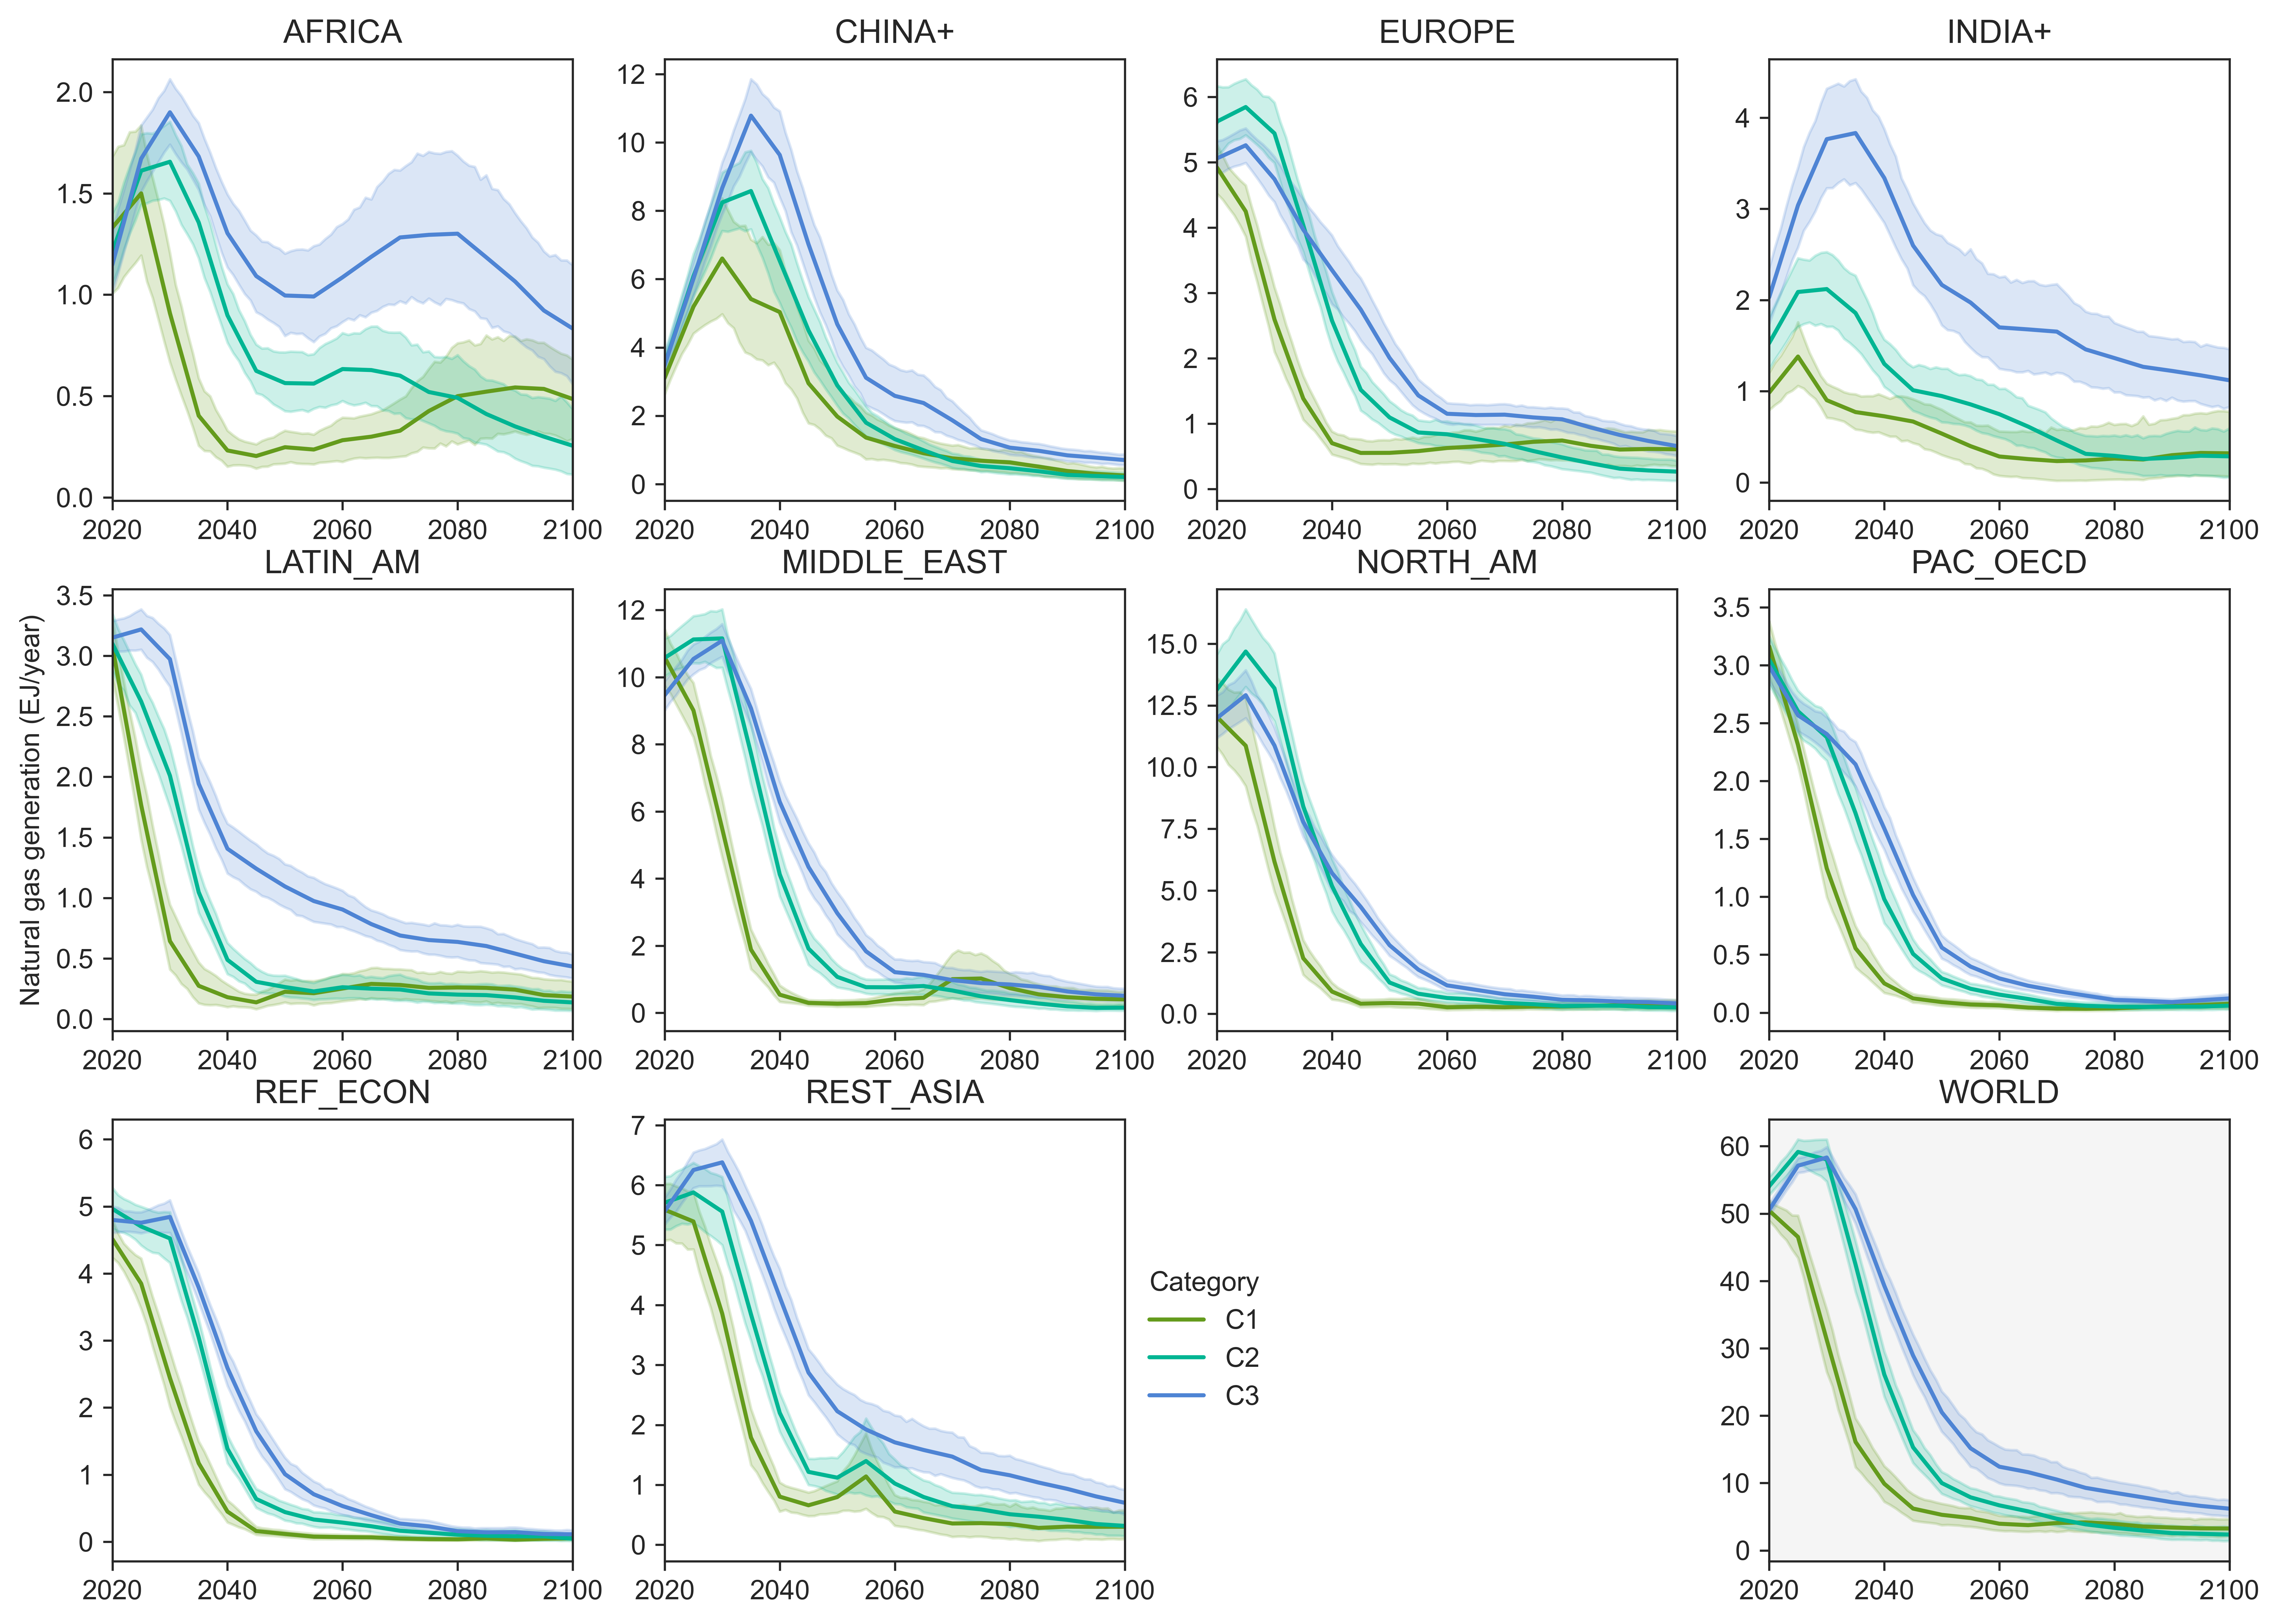 AFRICA
CHINA+
EUROPE
INDIA+
2.0
1.5
1.0
0.5
0.0
12
10
8
6
4
2
0
6
5
4
3
2
1
0
4
3
2
1
0
2020 2040 2060 2080 2100
2020 2040 2060 2080 2100
2020 2040 2060 2080 2100
2020 2040 2060 2080 2100
LATIN_AM
MIDDLE_EAST
NORTH_AM
PAC_OECD
Natural gas generation (EJ/year)
3.5
3.0
2.5
2.0
1.5
1.0
0.5
0.0
12
10
8
6
4
2
0
15.0
12.5
10.0
7.5
5.0
2.5
0.0
3.5
3.0
2.5
2.0
1.5
1.0
0.5
0.0
2020 2040 2060 2080 2100
2020 2040 2060 2080 2100
2020 2040 2060 2080 2100
2020 2040 2060 2080 2100
REF_ECON
REST_ASIA
WORLD
6
5
4
3
2
1
0
7
6
5
4
3
2
1
0
Category
C1
C2
C3
60
50
40
30
20
10
0
2020 2040 2060 2080 2100
2020 2040 2060 2080 2100
2020 2040 2060 2080 2100